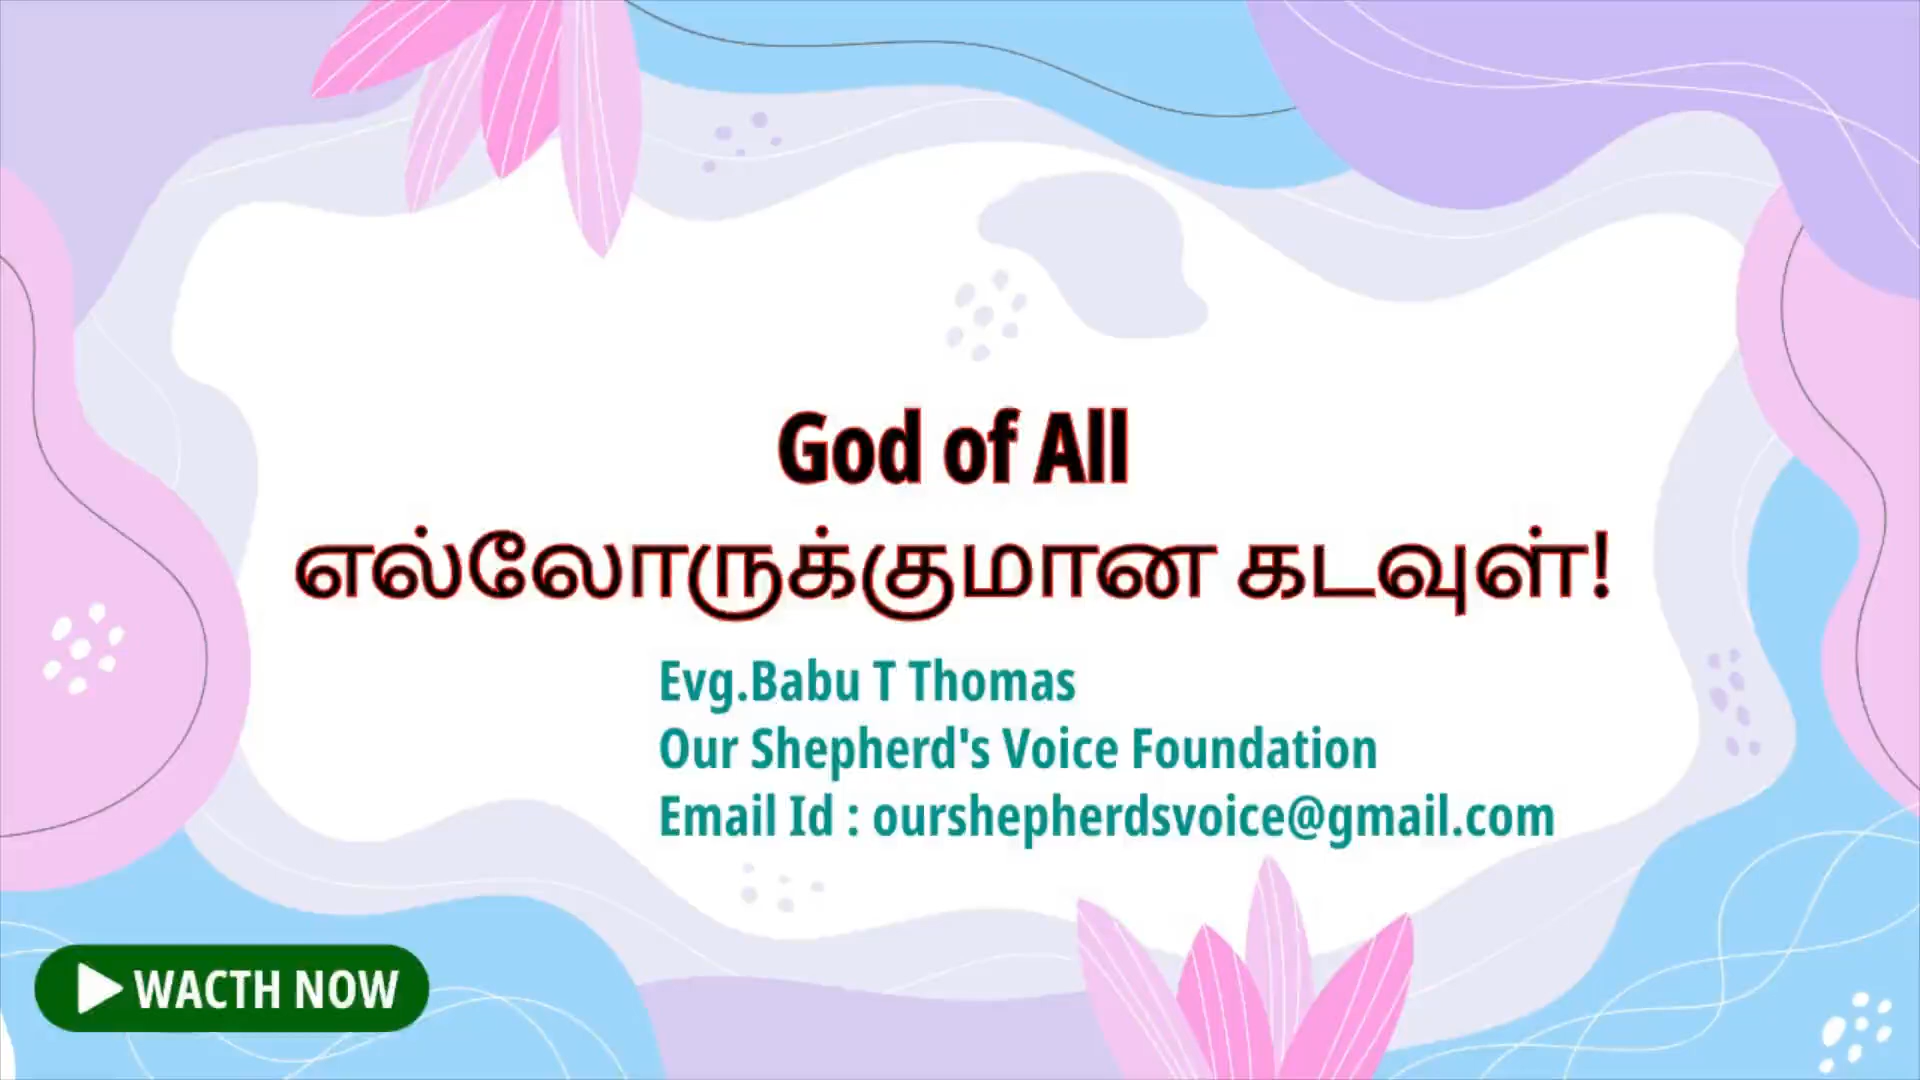 God of All
எல்லோருக்குமான கடவுள்!
Evg.Babu T Thomas
Our Shepherd's Voice Foundation
Email Id : ourshepherdsvoice@gmail.com
WACTH NOW